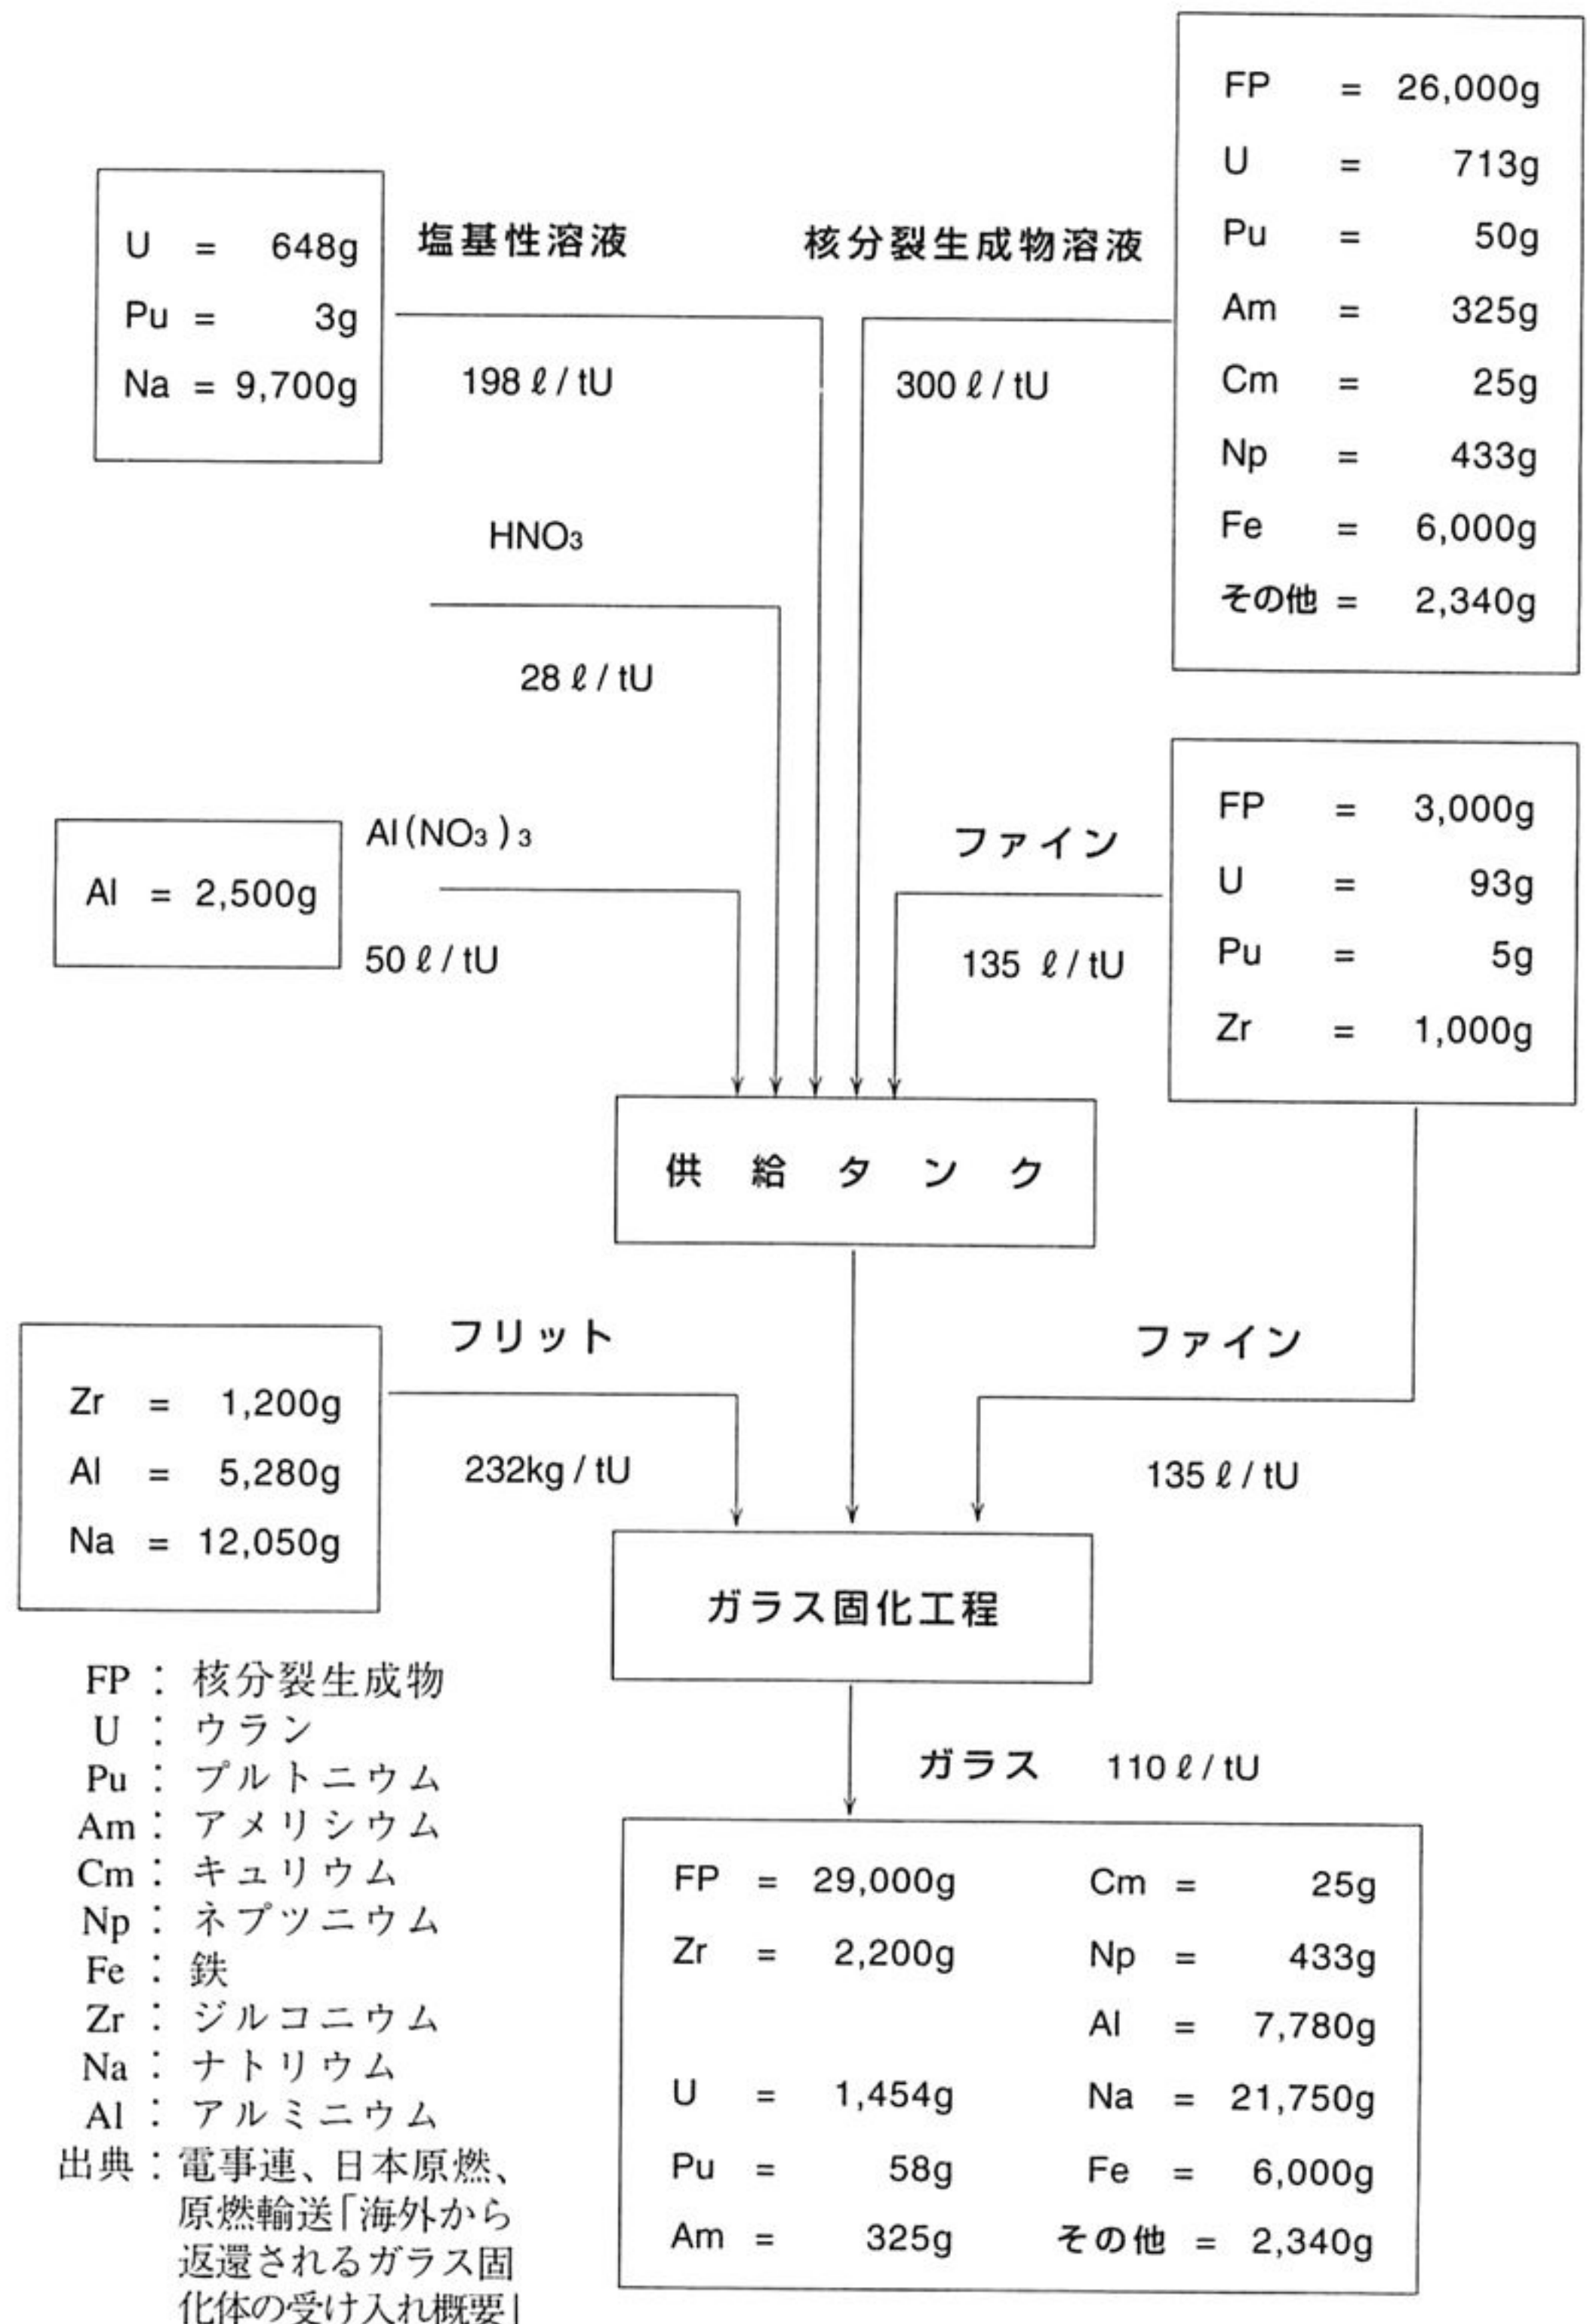 U = 648g
Pu = 3g
Na = 9,700g
塩基性溶液
198 ℓ / tU
核分裂生成物溶液
300 ℓ / tU
FP = 26,000g
U = 713g
Pu = 50g
Am = 325g
Cm = 25g
Np = 433g
Fe = 6,000g
その他 = 2,340g
HNO₃
28 ℓ / tU
Al = 2,500g
Al(NO₃)₃
50 ℓ / tU
ファイン
135 ℓ / tU
FP = 3,000g
U = 93g
Pu = 5g
Zr = 1,000g
供給タンク
Zr = 1,200g
Al = 5,280g
Na = 12,050g
フリット
232kg / tU
ファイン
135 ℓ / tU
ガラス固化工程
ガラス 110 ℓ / tU
FP = 29,000g Cm = 25g
Zr = 2,200g Np = 433g
Al = 7,780g
U = 1,454g Na = 21,750g
Pu = 58g Fe = 6,000g
Am = 325g その他 = 2,340g
FP：核分裂生成物
U：ウラン
Pu：プルトニウム
Am：アメリシウム
Cm：キュリウム
Np：ネプツニウム
Fe：鉄
Zr：ジルコニウム
Na：ナトリウム
Al：アルミニウム
出典：電事連、日本原燃、
原燃輸送「海外から
返還されるガラス固
化体の受け入れ概要」